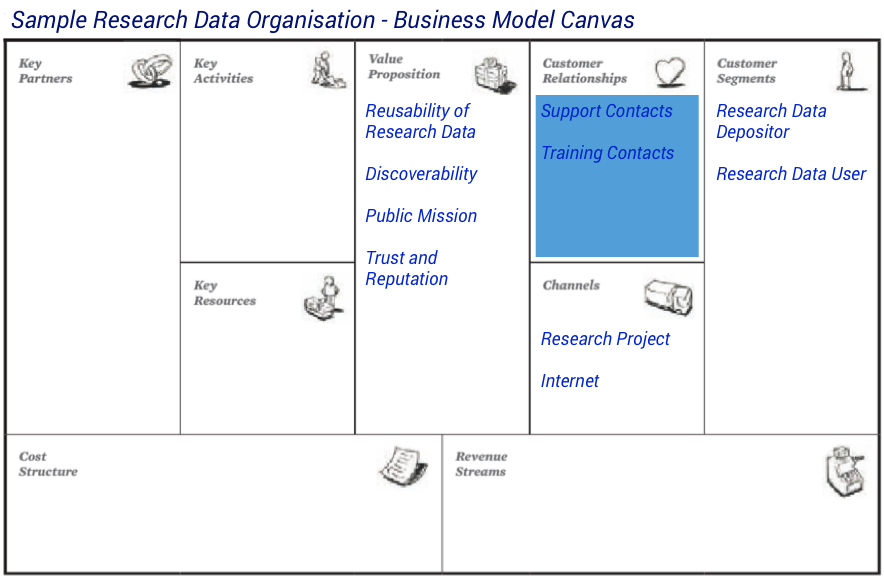 Sample Research Data Organisation - Business Model Canvas
Key
Partners
Key
Activities
Value
Proposition
Reusability of
Research Data
Discoverability
Public Mission
Trust and
Reputation
Customer
Relationships
Support Contacts
Training Contacts
Customer
Segments
Research Data
Depositor
Research Data User
Key
Resources
Channels
Research Project
Internet
Cost
Structure
Revenue
Streams